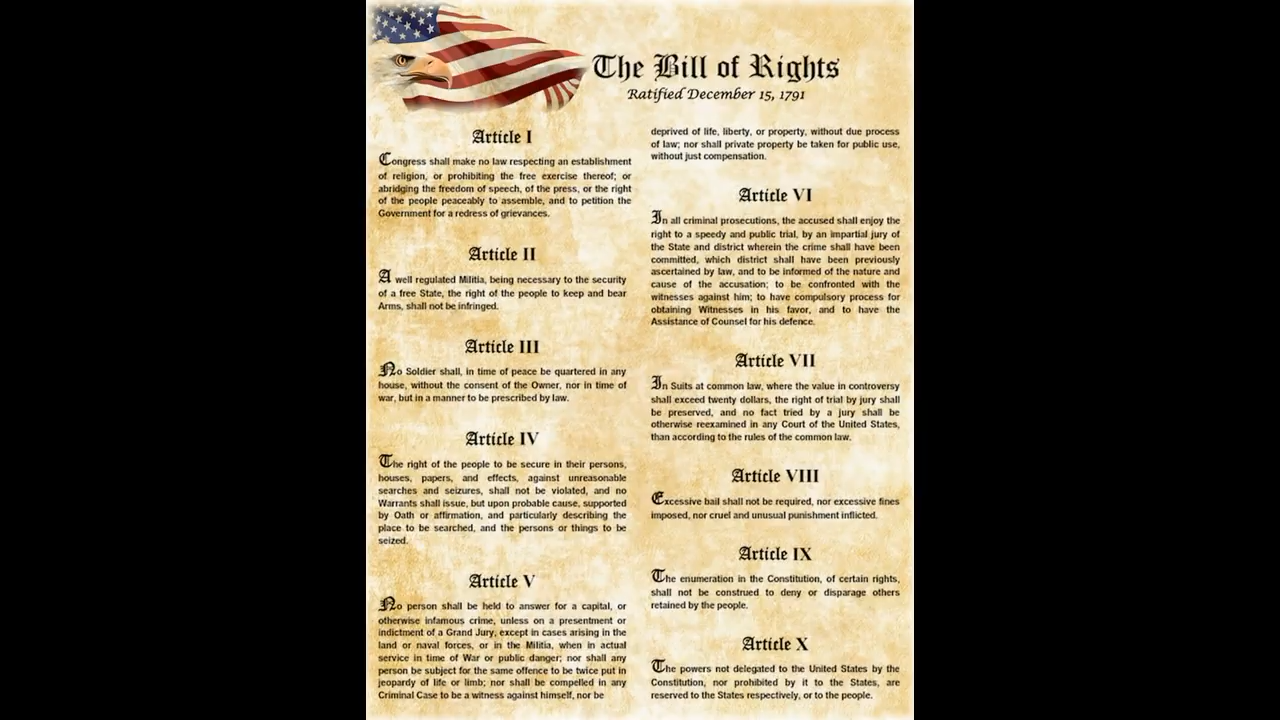 The Bill of Rights
Ratified December 15, 1791
Article I
Congress shall make no law respecting an establishment
of religion, or prohibiting the free exercise thereof; or
abridging the freedom of speech, of the press, or the right
of the people peaceably to assemble, and to petition the
Government for a redress of grievances.
Article II
A well regulated Militia, being necessary to the security
of a free State, the right of the people to keep and bear
Arms, shall not be infringed.
Article III
No Soldier shall, in time of peace be quartered in any
house, without the consent of the Owner, nor in time of
war, but in a manner to be prescribed by law.
Article IV
The right of the people to be secure in their persons,
houses, papers, and effects, against unreasonable
searches and seizures, shall not be violated, and no
Warrants shall issue, but upon probable cause, supported
by Oath or affirmation, and particularly describing the
place to be searched, and the persons or things to be
seized.
Article V
No person shall be held to answer for a capital, or
otherwise infamous crime, unless on a presentment or
indictment of a Grand Jury, except in cases arising in the
land or naval forces, or in the Militia, when in actual
service in time of War or public danger; nor shall any
person be subject for the same offence to be twice put in
jeopardy of life or limb; nor shall be compelled in any
Criminal Case to be a witness against himself, nor be
deprived of life, liberty, or property, without due process
of law; nor shall private property be taken for public use,
without just compensation.
Article VI
In all criminal prosecutions, the accused shall enjoy the
right to a speedy and public trial, by an impartial jury of
the State and district wherein the crime shall have been
committed, which district shall have been previously
ascertained by law, and to be informed of the nature and
cause of the accusation; to be confronted with the
witnesses against him; to have compulsory process for
obtaining Witnesses in his favor, and to have the
Assistance of Counsel for his defence.
Article VII
In Suits at common law, where the value in controversy
shall exceed twenty dollars, the right of trial by jury shall
be preserved, and no fact tried by a jury shall be
otherwise reexamined in any Court of the United States,
than according to the rules of the common law.
Article VIII
Excessive bail shall not be required, nor excessive fines
imposed, nor cruel and unusual punishment inflicted.
Article IX
The enumeration in the Constitution, of certain rights,
shall not be construed to deny or disparage others
retained by the people.
Article X
The powers not delegated to the United States by the
Constitution, nor prohibited by it to the States, are
reserved to the States respectively, or to the people.